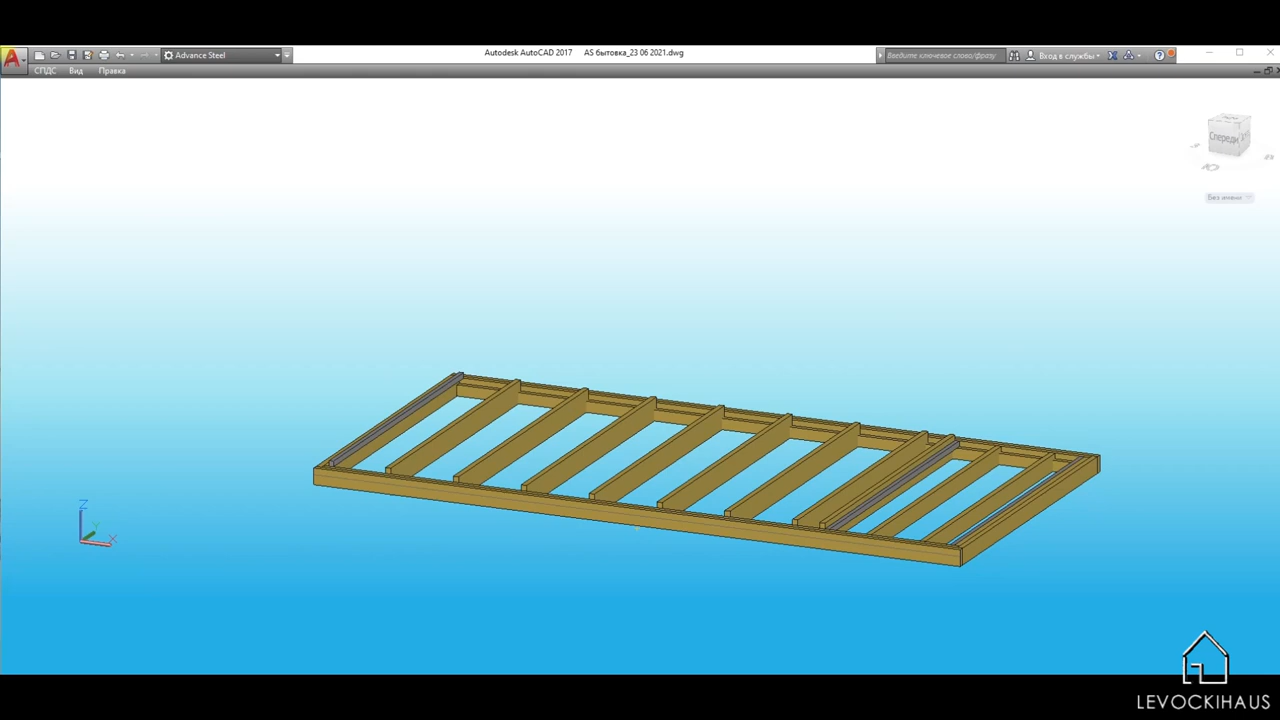 Advance Steel
Autodesk AutoCAD 2017 AS бытовка_23 06 2021.dwg
Введите ключевое слово/фразу
Вход в службы
СПДС Вид Правка
Спереди
Без имени
Z
Y
X
LEVOCKIHAUS